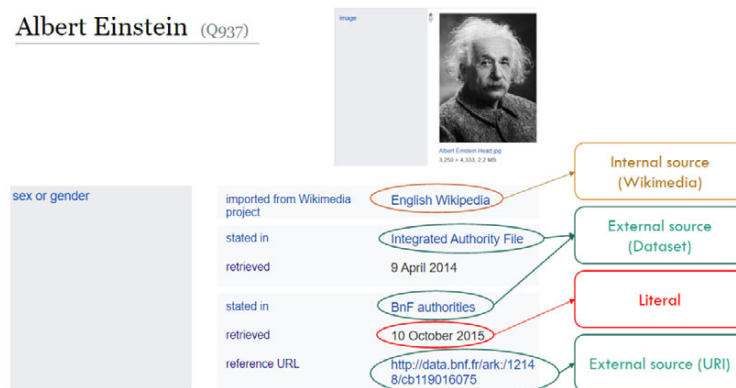 Albert Einstein (Q937)
image
Albert Einstein Head.jpg
3,250 × 4,333; 2.2 MB
Internal source
(Wikimedia)
sex or gender
imported from Wikimedia
project
English Wikipedia
External source
(Dataset)
stated in
Integrated Authority File
retrieved
9 April 2014
Literal
stated in
BnF authorities
retrieved
10 October 2015
reference URL
http://data.bnf.fr/ark:/1214
8/cb119016075
External source (URI)